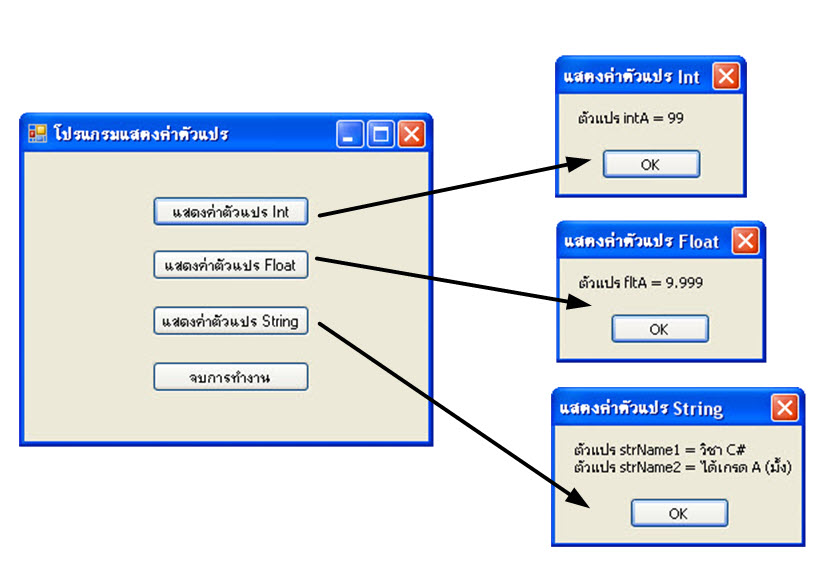 โปรแกรมแสดงค่าตัวแปร
แสดงค่าตัวแปร Int
แสดงค่าตัวแปร Float
แสดงค่าตัวแปร String
จบการทำงาน
แสดงค่าตัวแปร Int
ตัวแปร intA = 99
OK
แสดงค่าตัวแปร Float
ตัวแปร fltA = 9.999
OK
แสดงค่าตัวแปร String
ตัวแปร strName1 = วิชา C#
ตัวแปร strName2 = ได้เกรด A (มั้ง)
OK